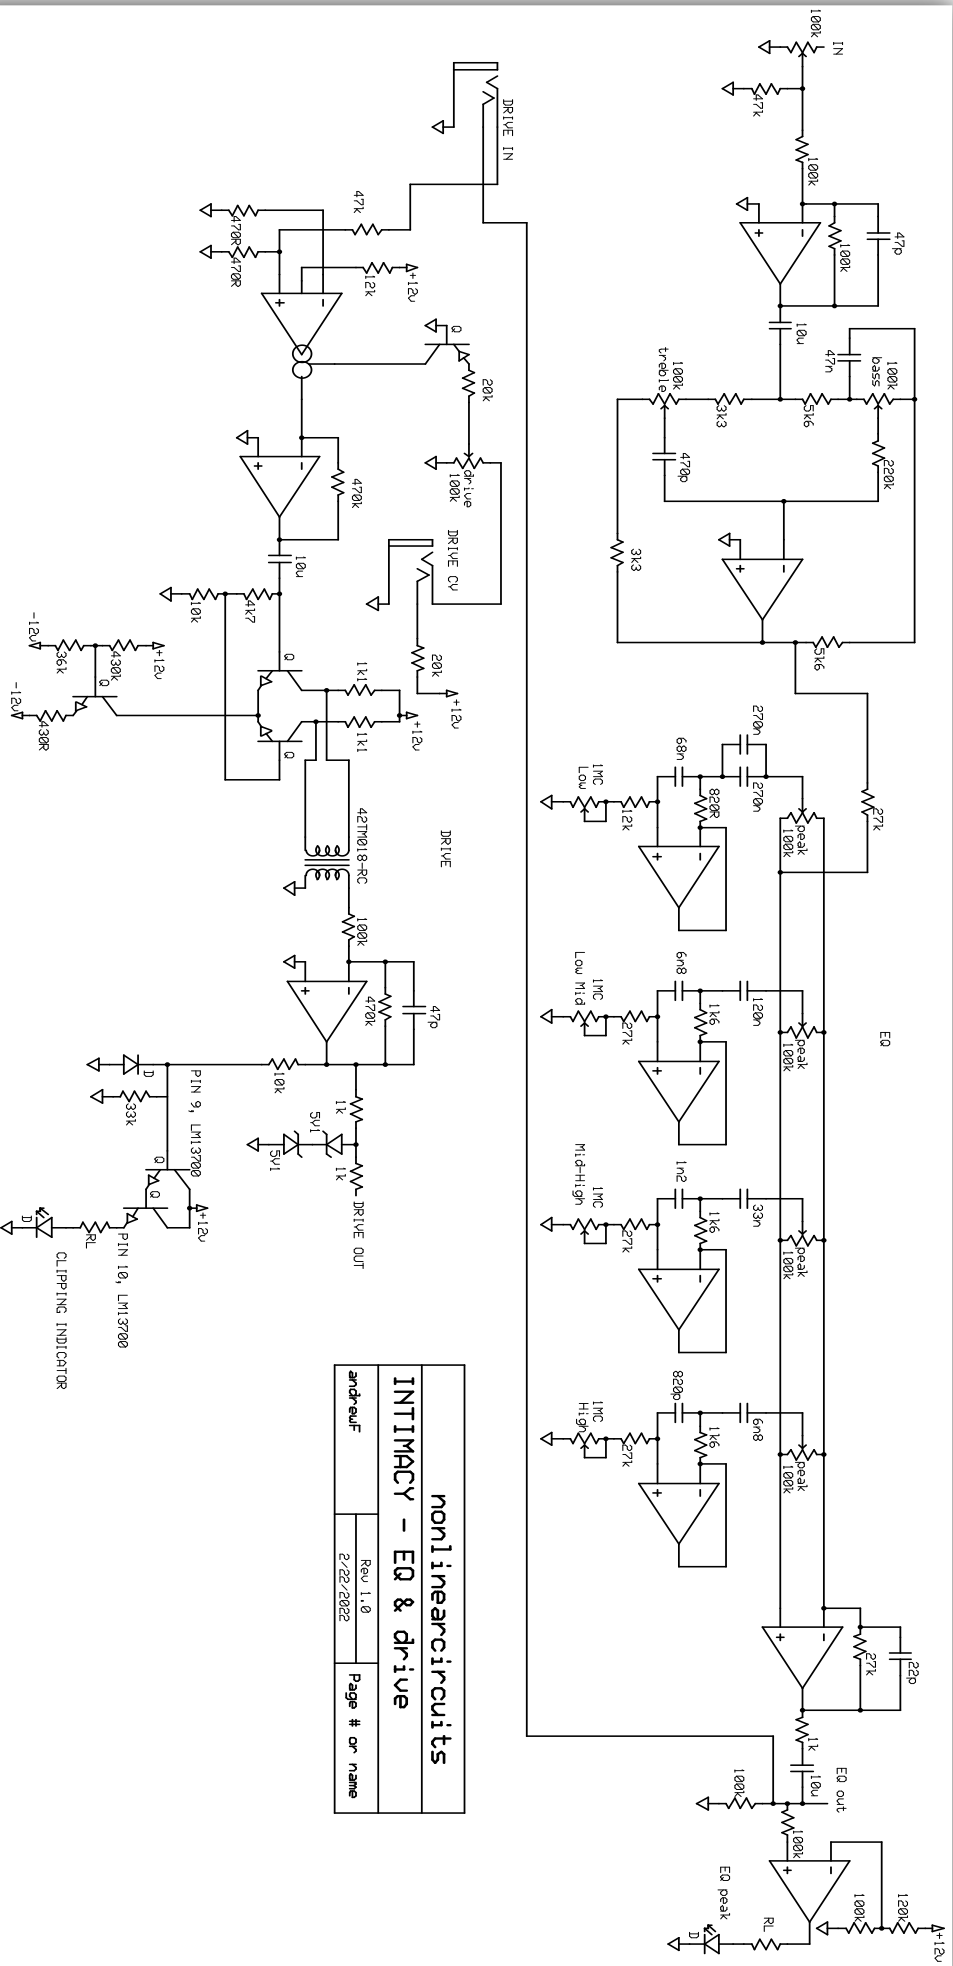 IN
100k
47k
100k
100k
47p
10u
100k
bass
47n
220k
5k6
3k3
100k
treble
470p
3k3
5k6
27k
EQ
peak
100k
270n
270n
820R
68n
12k
1MC
Low
peak
100k
120n
1k6
6n8
27k
1MC
Low Mid
peak
100k
33n
1k6
1n2
27k
1MC
Mid-High
peak
100k
6n8
1k6
820p
27k
1MC
High
22p
27k
1k
10u
EQ out
100k
100k
+12v
120k
100k
RL
D
EQ peak
DRIVE IN
47k
470R
470R
12k
+12v
Q
20k
drive
100k
470k
DRIVE CV
20k
+12v
10u
4k7
10k
Q
Q
1k1
1k1
+12v
+12v
430k
36k
-12v
Q
430R
-12v
DRIVE
42TM018-RC
100k
47p
470k
1k
1k
DRIVE OUT
5V1
5V1
10k
D
33k
PIN 9, LM13700
Q
Q
+12v
PIN 10, LM13700
RL
D
CLIPPING INDICATOR
nonlinearcircuits
INTIMACY - EQ & drive
andrewF
Rev 1.0
2/22/2022
Page # or name